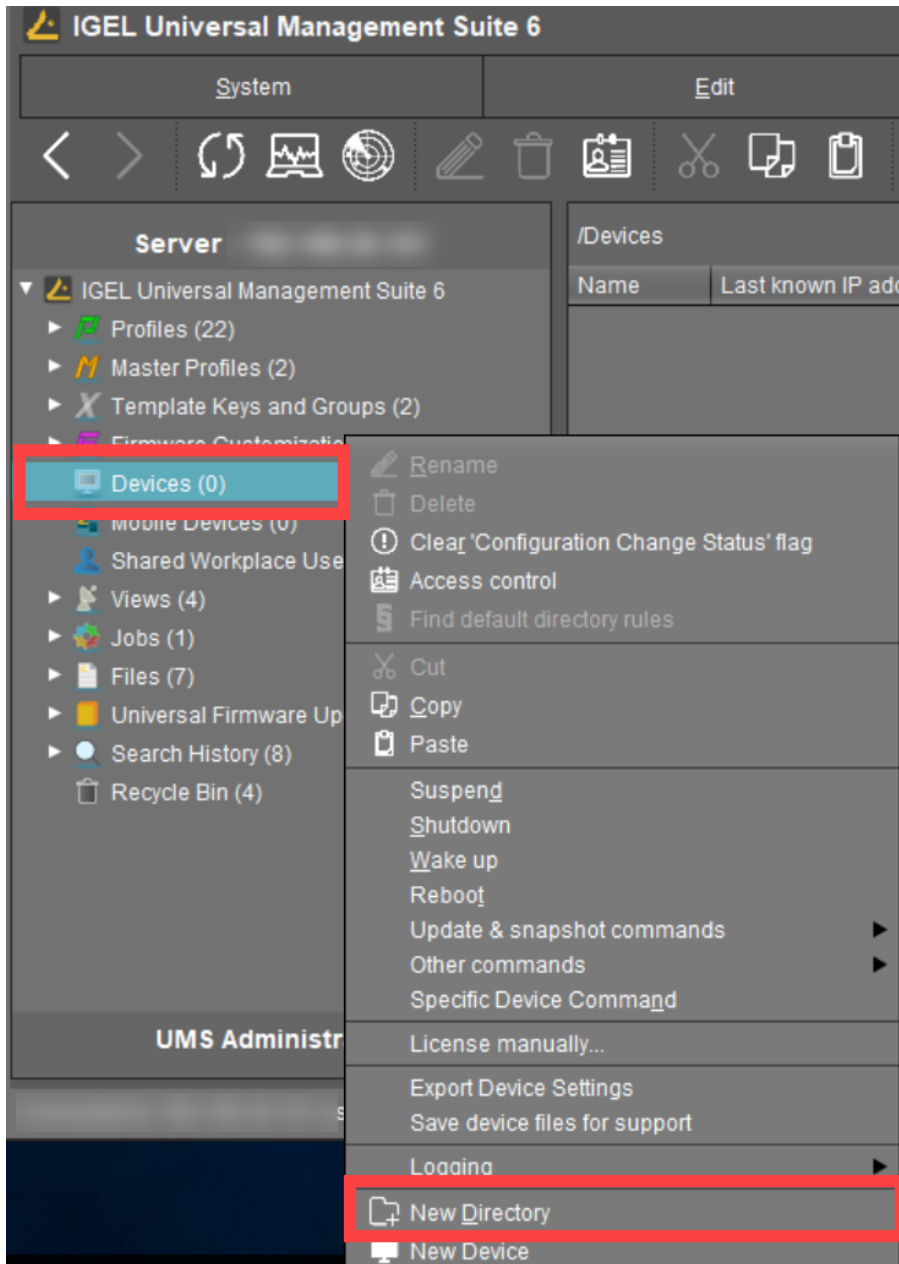 IGEL Universal Management Suite 6
System Edit
Server
/Devices
Name Last known IP add
IGEL Universal Management Suite 6
Profiles (22)
Master Profiles (2)
Template Keys and Groups (2)
Firmware Customizatio
Devices (0)
Mobile Devices (0)
Shared Workplace Use
Views (4)
Jobs (1)
Files (7)
Universal Firmware Up
Search History (8)
Recycle Bin (4)
UMS Administr
Rename
Delete
Clear 'Configuration Change Status' flag
Access control
Find default directory rules
Cut
Copy
Paste
Suspend
Shutdown
Wake up
Reboot
Update & snapshot commands
Other commands
Specific Device Command
License manually...
Export Device Settings
Save device files for support
Logging
New Directory
New Device